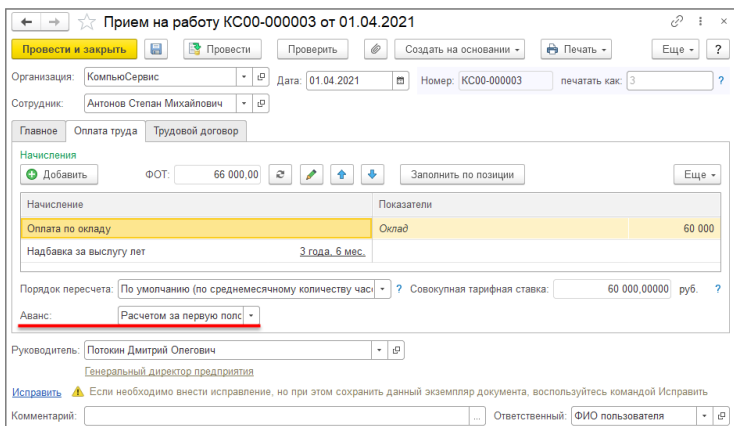 Прием на работу КС00-000003 от 01.04.2021
Провести и закрыть Провести Проверить Создать на основании Печать Еще ?
Организация: КомпьюСервис Дата: 01.04.2021 Номер: КС00-000003 печатать как: 3 ?
Сотрудник: Антонов Степан Михайлович
Главное Оплата труда Трудовой договор
Начисления
Добавить ФОТ: 66 000,00 Заполнить по позиции Еще
Начисление Показатели
Оплата по окладу Оклад 60 000
Надбавка за выслугу лет 3 года, 6 мес.
Порядок пересчета: По умолчанию (по среднемесячному количеству час ? Совокупная тарифная ставка: 60 000,00000 руб. ?
Аванс: Расчетом за первую пол
Руководитель: Потокин Дмитрий Олегович
Генеральный директор предприятия
Исправить Если необходимо внести исправление, но при этом сохранить данный экземпляр документа, воспользуйтесь командой Исправить
Комментарий: ... Ответственный: ФИО пользователя